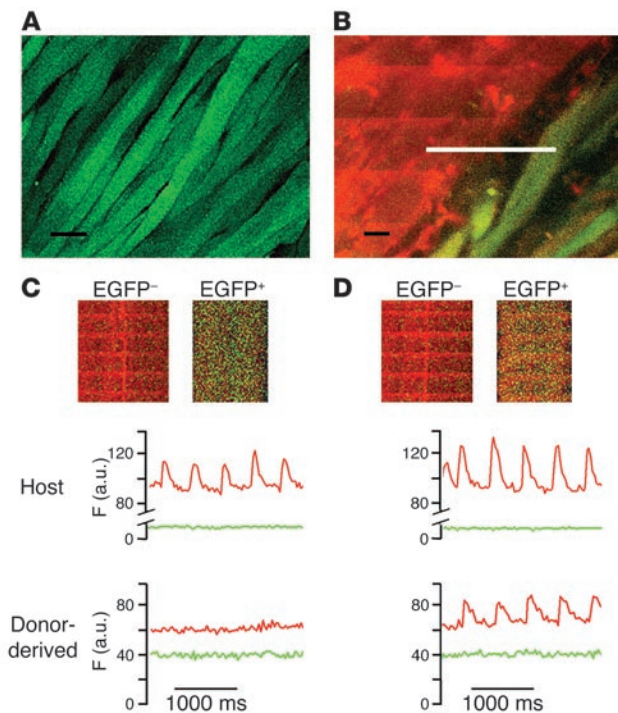 A
B
C
EGFP⁻ EGFP⁺
D
EGFP⁻ EGFP⁺
Host
F (a.u.)
120
80
0
120
80
0
Donor-
derived
F (a.u.)
80
40
0
80
40
0
1000 ms
1000 ms